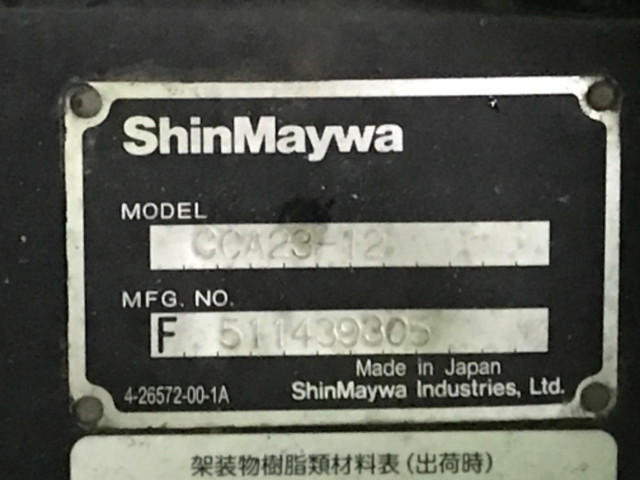 ShinMaywa
MODEL
CCA23-12
MFG. NO.
F 511439305
Made in Japan
4-26572-00-1A ShinMaywa Industries, Ltd.
架装物樹脂類材料表(出荷時)